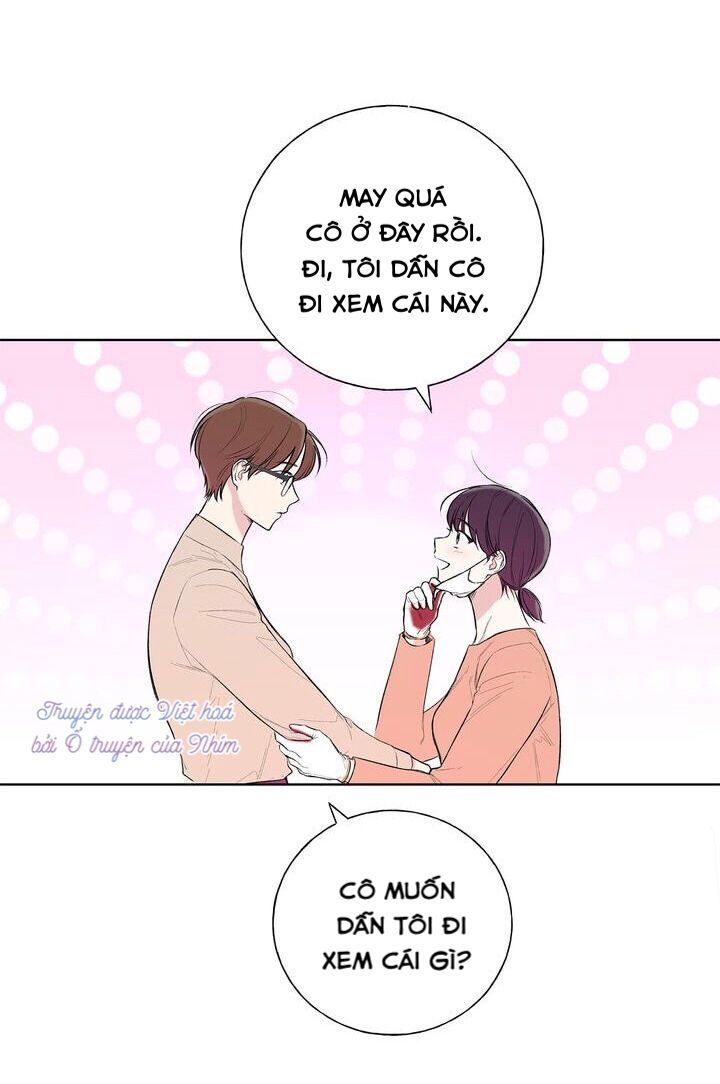 MAY QUÁ
CÔ Ở ĐÂY RỒI.
ĐI, TÔI DẪN CÔ
ĐI XEM CÁI NÀY.
Truyện được Việt hoá
bởi Ổ truyện của Nhím
CÔ MUỐN
DẪN TÔI ĐI
XEM CÁI GÌ?